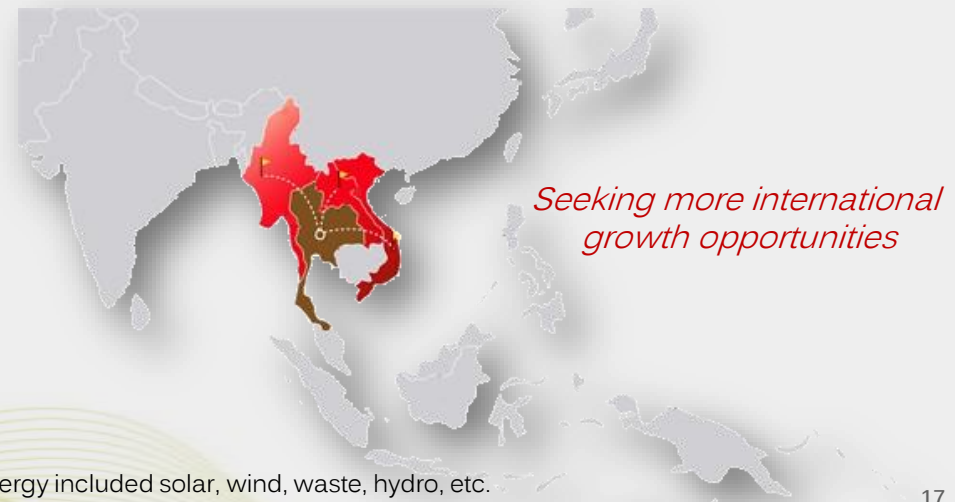 Seeking more international
growth opportunities
ergy included solar, wind, waste, hydro, etc.
17